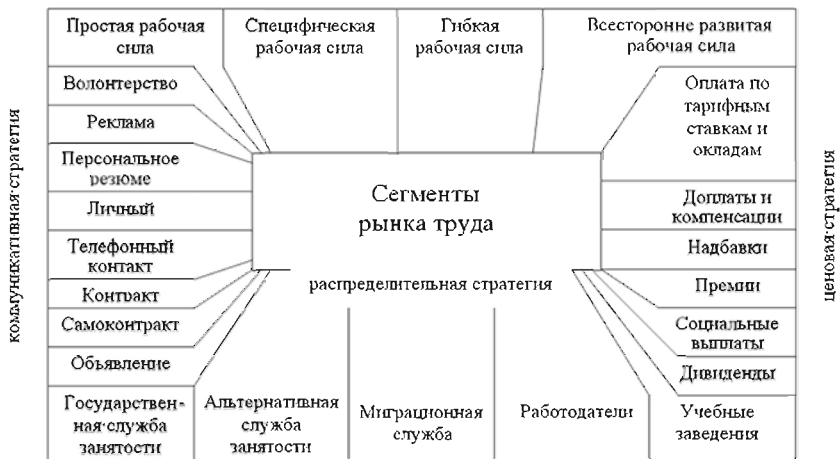 Простая рабочая
сила
Специфическая
рабочая сила
Гибкая
рабочая сила
Всесторонне развитая
рабочая сила
коммуникативная·стратегия
Волонтерство
Реклама
Персональное
резюме
Личный
Телефонный
контакт
Контракт
Самоконтракт
Объявление
Сегменты
рынка труда
распределительная стратегия
Оплата по
тарифным
ставкам и
окладам
Доплаты и
компенсации
Надбавки
Премии
Социальные
выплаты
Дивиденды
ценовая·стратегия
Государствен-
ная·служба
занятости
Альтернативная
служба
занятости
Миграционная
служба
Работодатели
Учебные
заведения